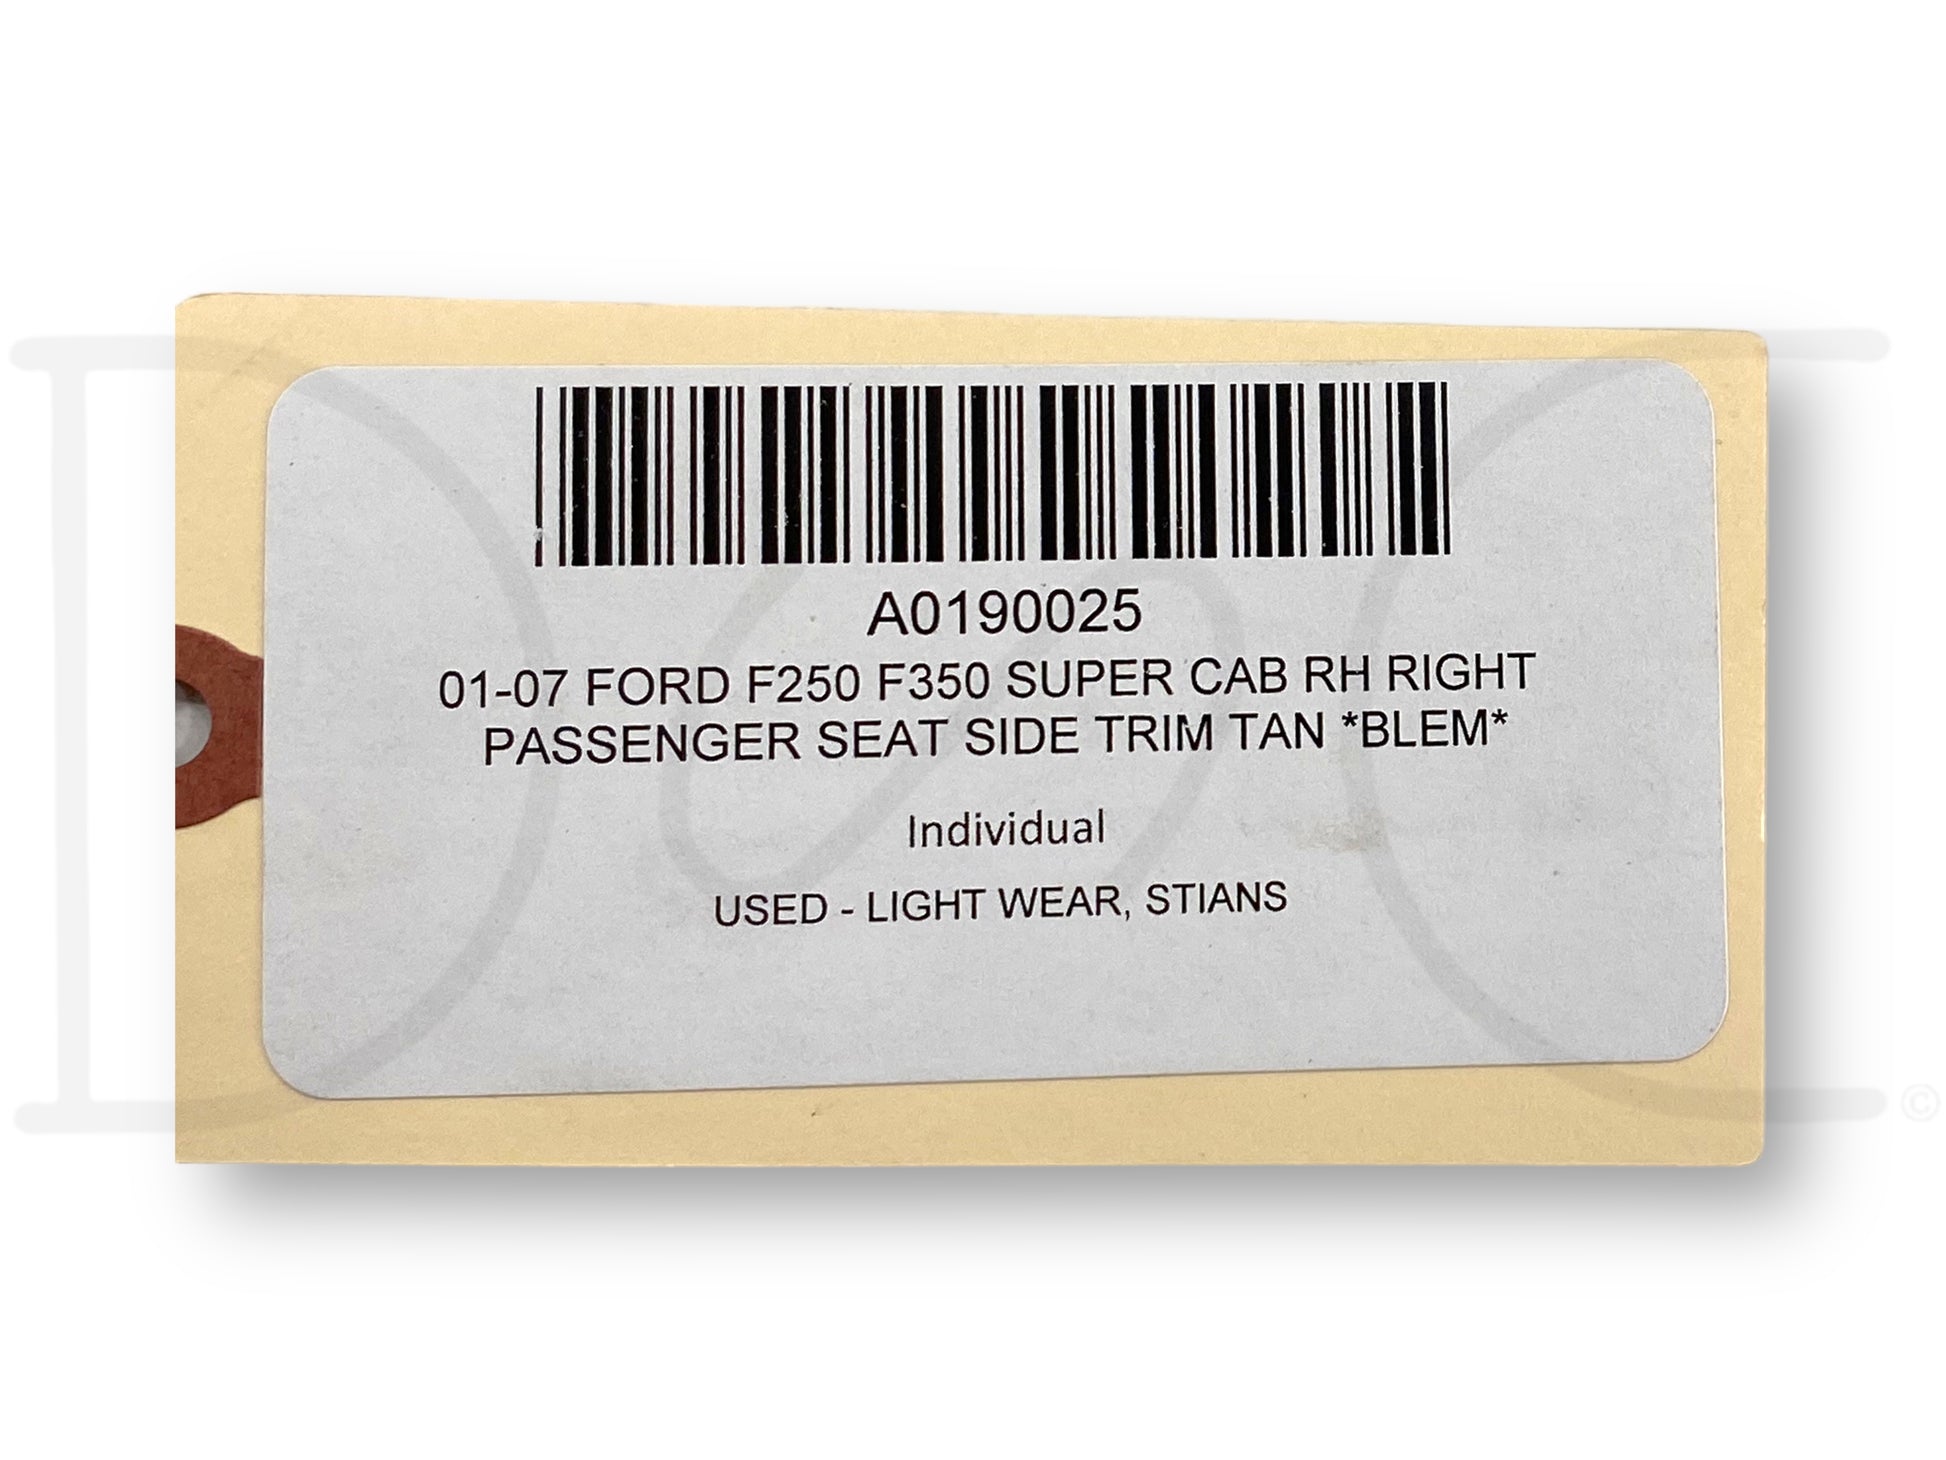 A0190025
01-07 FORD F250 F350 SUPER CAB RH RIGHT
PASSENGER SEAT SIDE TRIM TAN *BLEM*
Individual
USED - LIGHT WEAR, STIANS
©